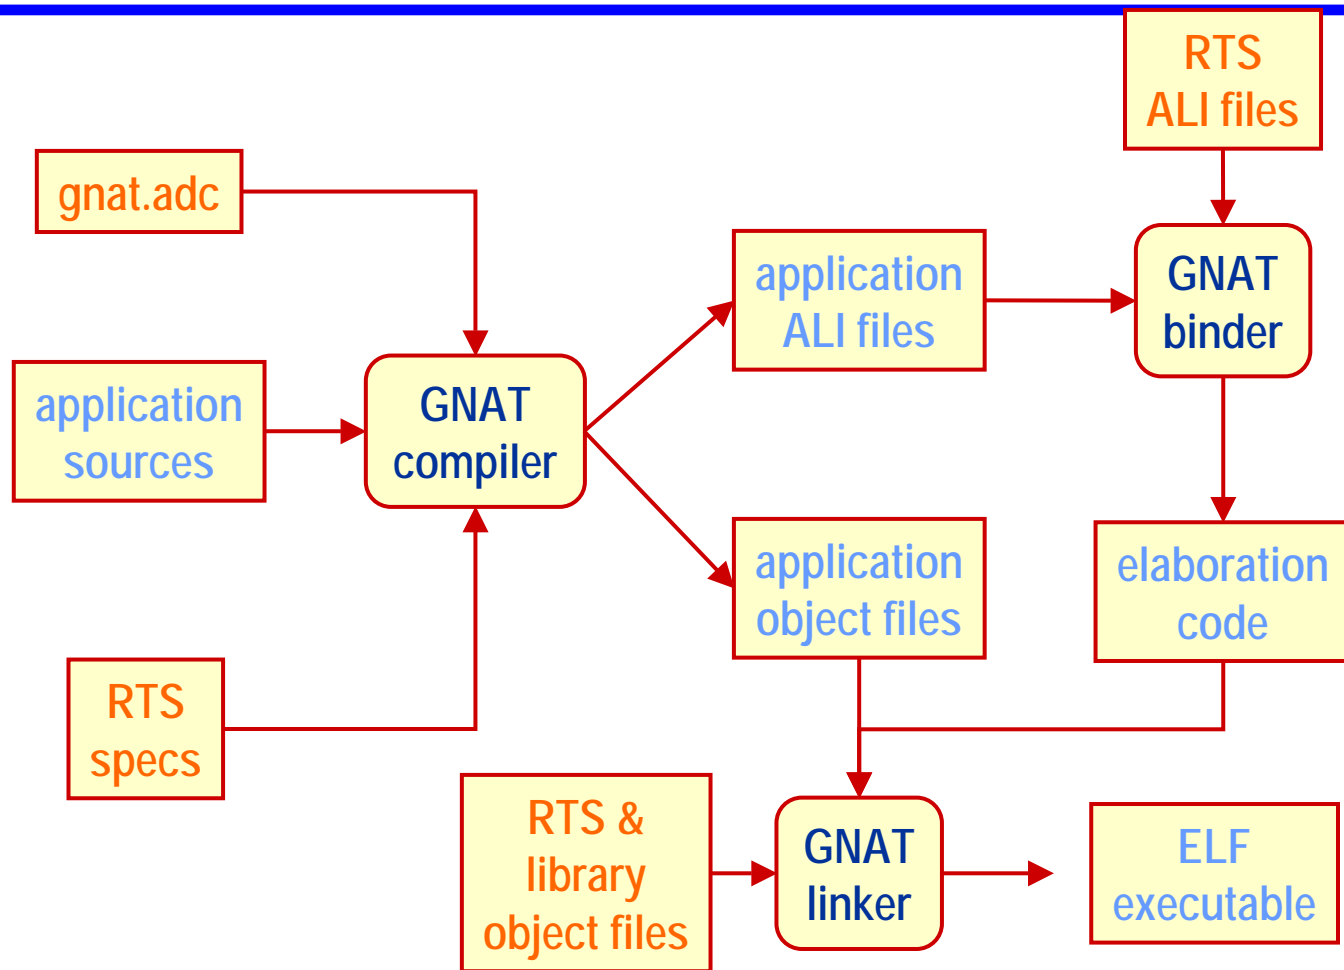 RTS
ALI files
gnat.adc
application
ALI files
GNAT
binder
application
sources
GNAT
compiler
application
object files
elaboration
code
RTS
specs
RTS &
library
object files
GNAT
linker
ELF
executable